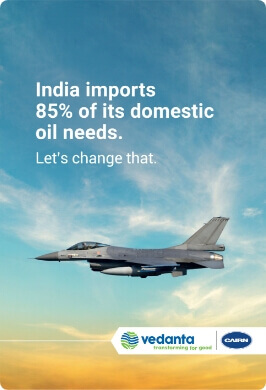 India imports
85% of its domestic
oil needs.
Let's change that.
vedanta
transforming for good
CAIRN